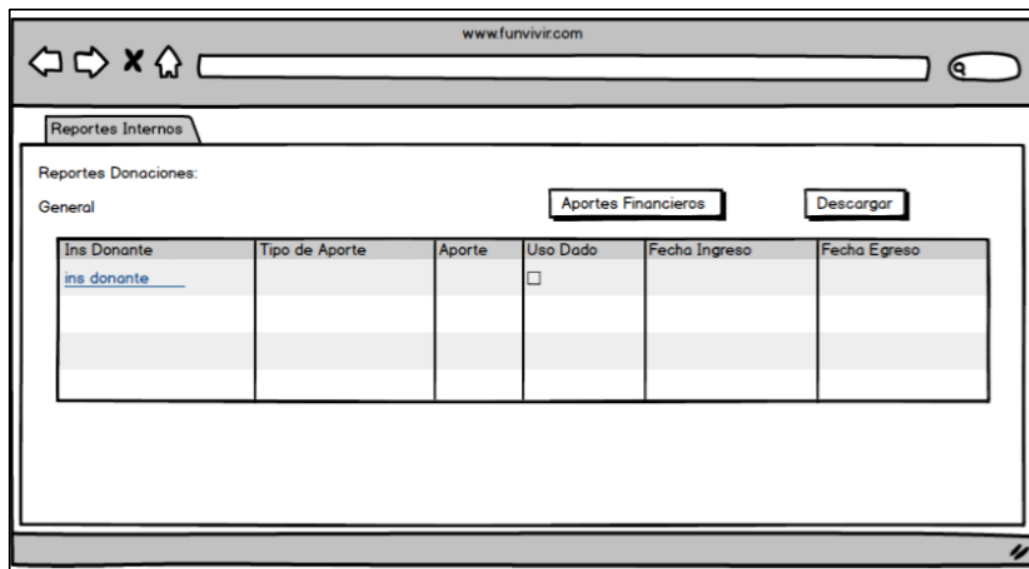 www.funvivir.com
Reportes Internos
Reportes Donaciones:
General
Aportes Financieros
Descargar
Ins Donante Tipo de Aporte Aporte Uso Dado Fecha Ingreso Fecha Egreso
ins donante